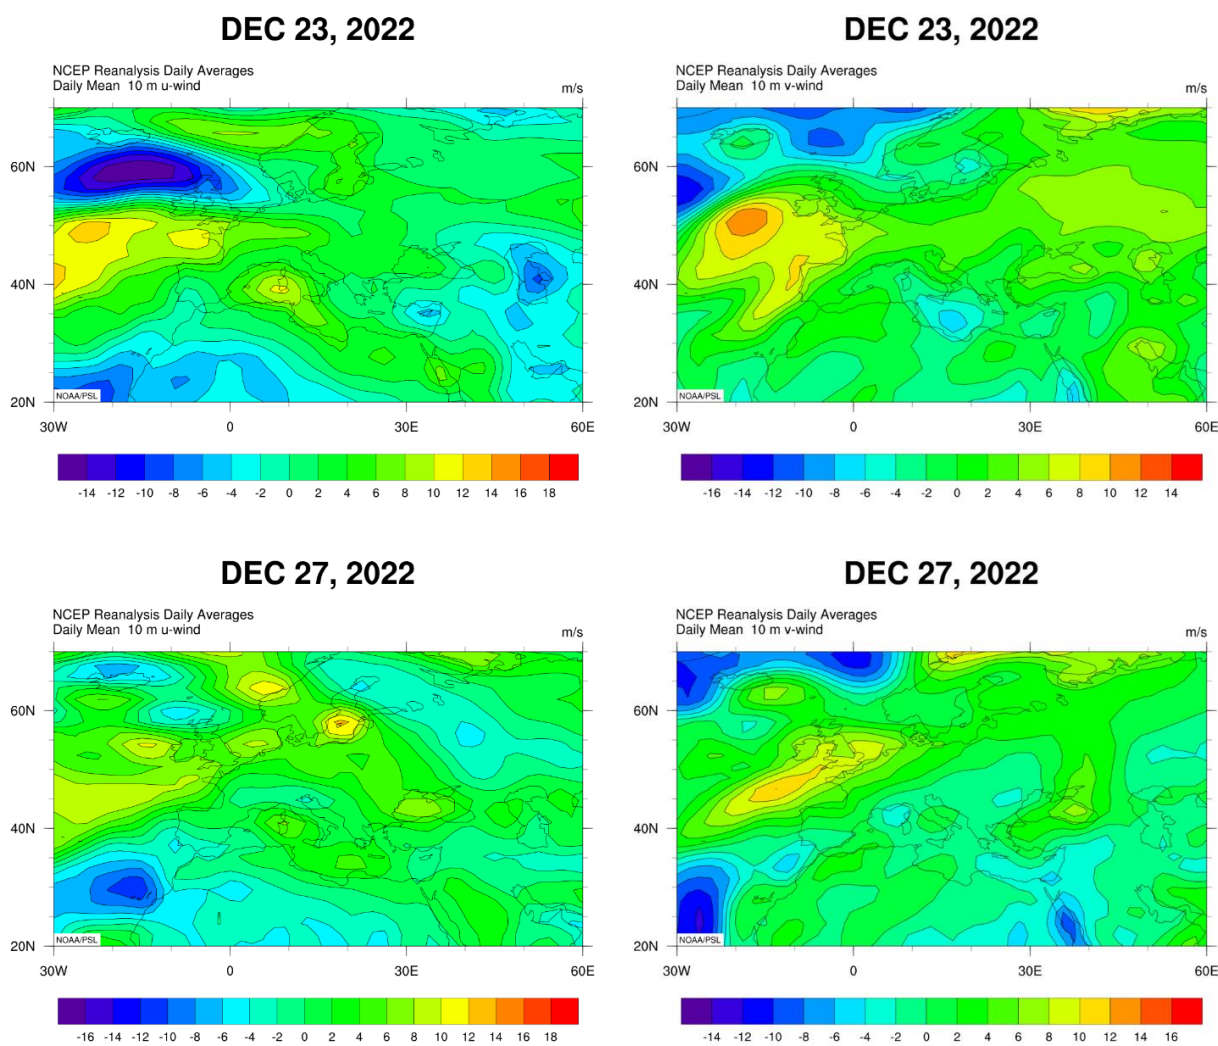 DEC 23, 2022
NCEP Reanalysis Daily Averages
Daily Mean 10 m u-wind
m/s
60N
40N
20N
NOAA/PSL
30W 0 30E 60E
-14 -12 -10 -8 -6 -4 -2 0 2 4 6 8 10 12 14 16 18
DEC 23, 2022
NCEP Reanalysis Daily Averages
Daily Mean 10 m v-wind
m/s
60N
40N
20N
NOAA/PSL
30W 0 30E 60E
-16 -14 -12 -10 -8 -6 -4 -2 0 2 4 6 8 10 12 14
DEC 27, 2022
NCEP Reanalysis Daily Averages
Daily Mean 10 m u-wind
m/s
60N
40N
20N
NOAA/PSL
30W 0 30E 60E
-16 -14 -12 -10 -8 -6 -4 -2 0 2 4 6 8 10 12 14 16 18
DEC 27, 2022
NCEP Reanalysis Daily Averages
Daily Mean 10 m v-wind
m/s
60N
40N
20N
NOAA/PSL
30W 0 30E 60E
-14 -12 -10 -8 -6 -4 -2 0 2 4 6 8 10 12 14 16